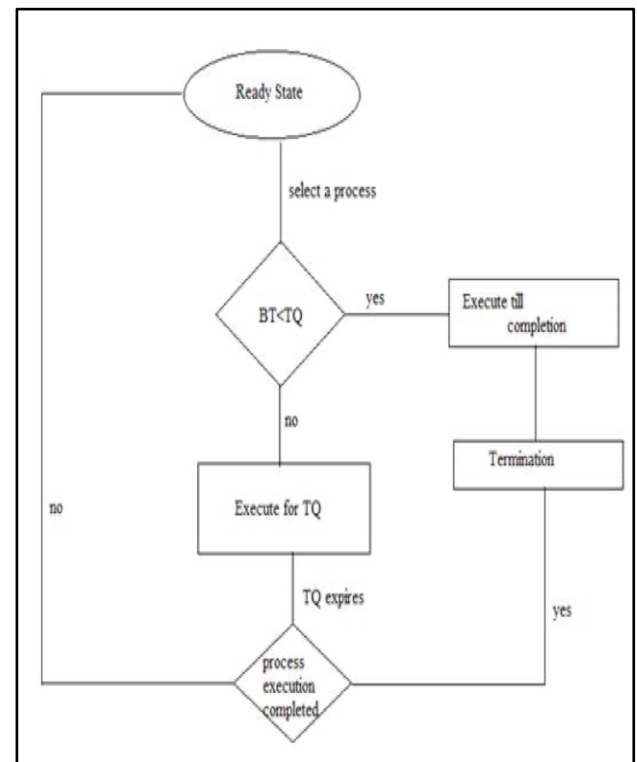 Ready State
select a process
BT<TQ
yes
Execute till
completion
no
Termination
Execute for TQ
no
TQ expires
yes
process
execution
completed